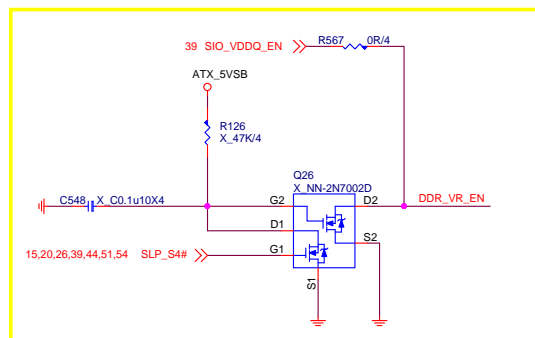 39 SIO_VDDQ_EN
R567 0R/4
ATX_5VSB
R126
X_47K/4
Q26
X_NN-2N7002D
C548 X_C0.1u10X4
G2 D2 DDR_VR_EN
D1
S2
15,20,26,39,44,51,54 SLP_S4# G1
S1